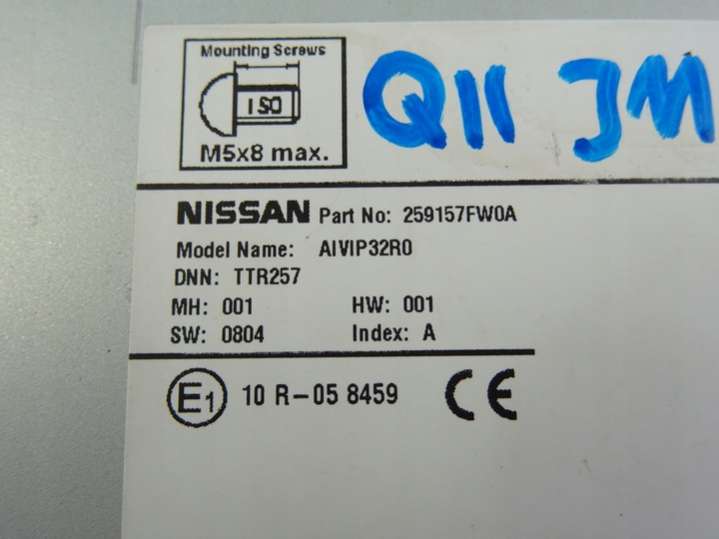 Mounting Screws
ISO
M5x8 max.
Q11 JM
NISSAN Part No: 259157FW0A
Model Name: AIVIP32R0
DNN: TTR257
MH: 001 HW: 001
SW: 0804 Index: A
E1 10 R-05 8459 CE